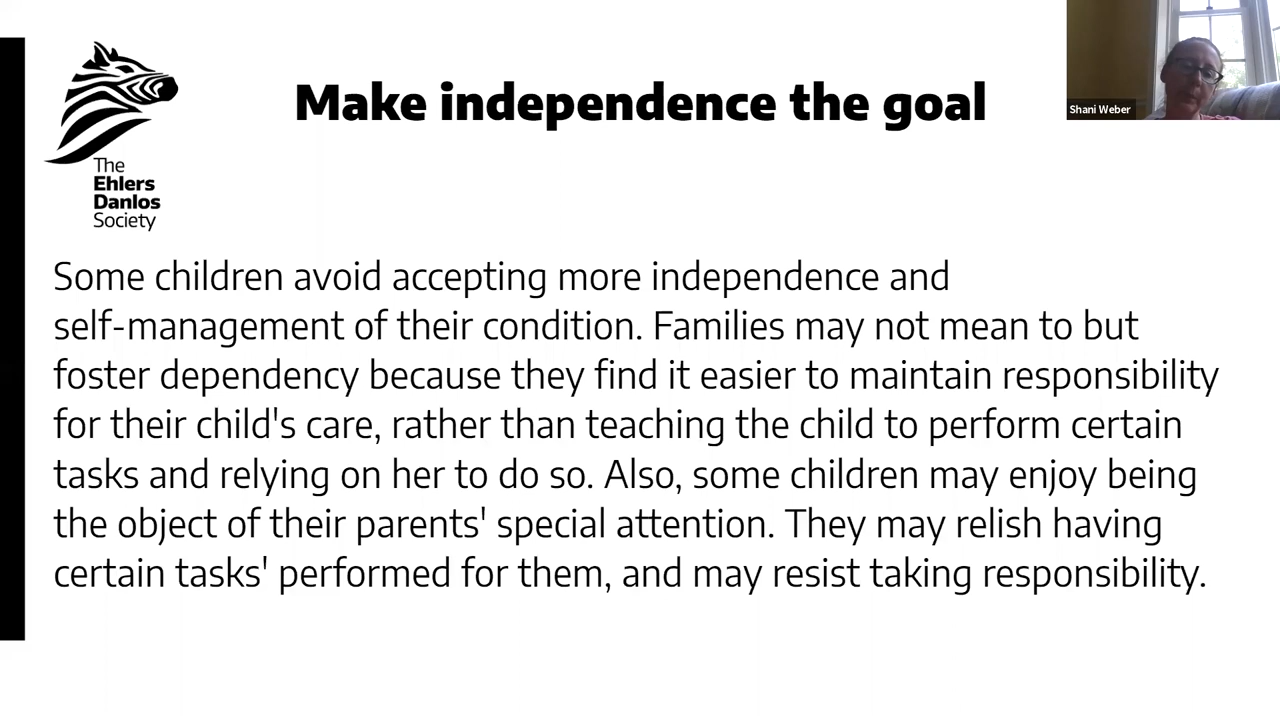 Make independence the goal
Shani Weber
The
Ehlers
Danlos
Society
Some children avoid accepting more independence and
self-management of their condition. Families may not mean to but
foster dependency because they find it easier to maintain responsibility
for their child's care, rather than teaching the child to perform certain
tasks and relying on her to do so. Also, some children may enjoy being
the object of their parents' special attention. They may relish having
certain tasks' performed for them, and may resist taking responsibility.